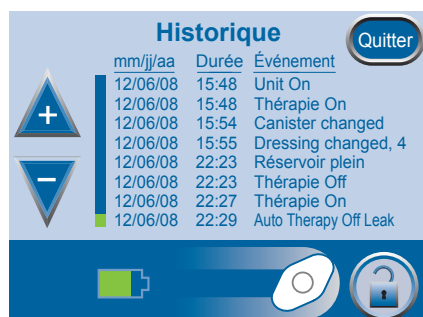 Historique
Quitter
mm/jj/aa Durée Événement
12/06/08 15:48 Unit On
12/06/08 15:48 Thérapie On
12/06/08 15:54 Canister changed
12/06/08 15:55 Dressing changed, 4
12/06/08 22:23 Réservoir plein
12/06/08 22:23 Thérapie Off
12/06/08 22:27 Thérapie On
12/06/08 22:29 Auto Therapy Off Leak
+
−